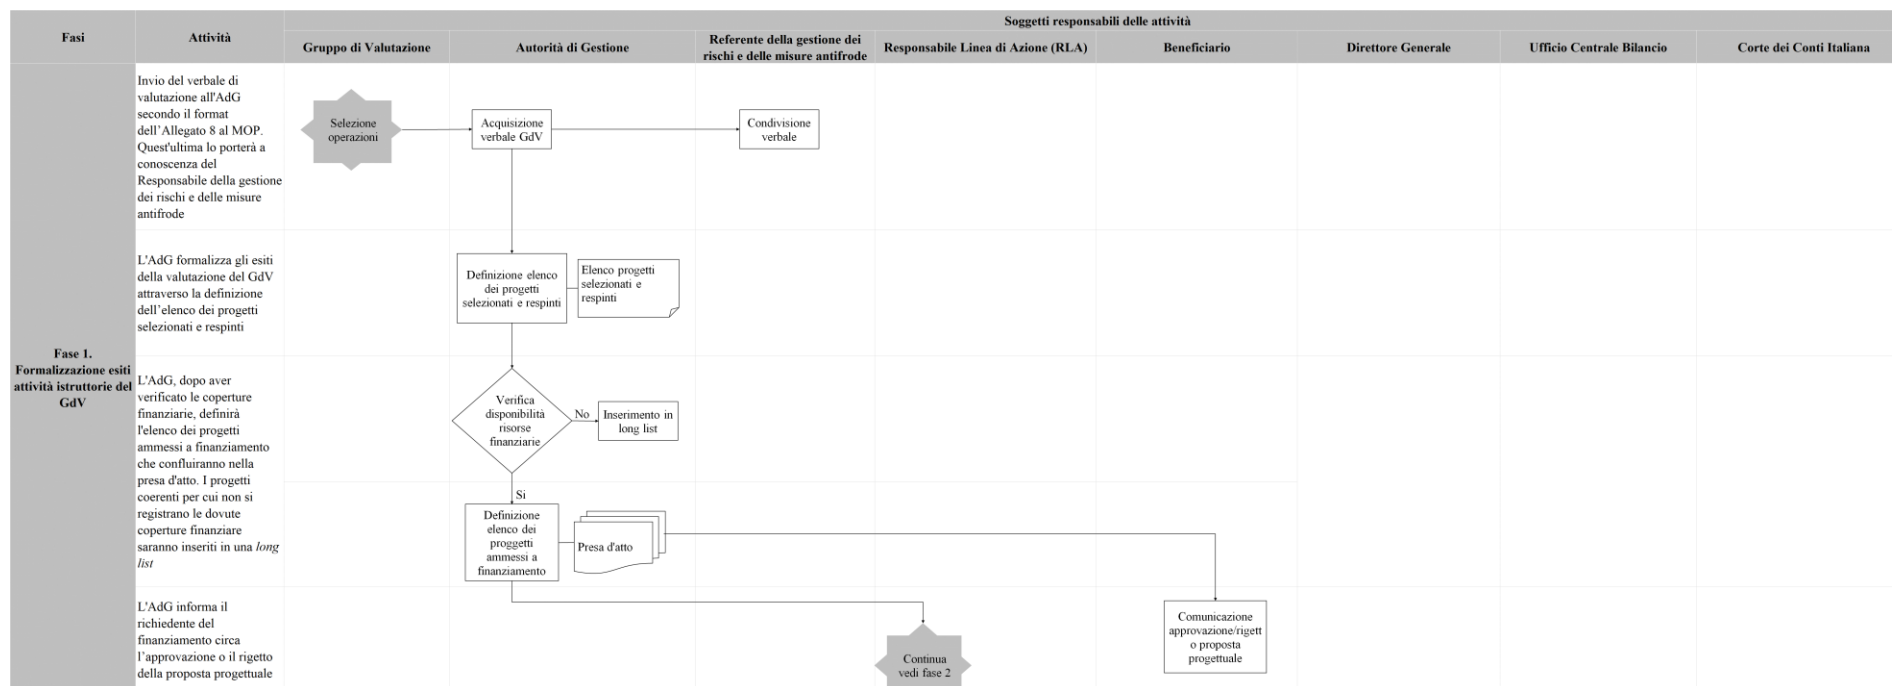 Soggetti responsabili delle attività
Fasi
Attività
Gruppo di Valutazione
Autorità di Gestione
Referente della gestione dei
rischi e delle misure antifrode
Responsabile Linea di Azione (RLA)
Beneficiario
Direttore Generale
Ufficio Centrale Bilancio
Corte dei Conti Italiana
Fase 1.
Formalizzazione esiti
attività istruttorie del
GdV
Invio del verbale di
valutazione all'AdG
secondo il format
dell’Allegato 8 al MOP.
Quest'ultima lo porterà a
conoscenza del
Responsabile della gestione
dei rischi e delle misure
antifrode
Selezione
operazioni
Acquisizione
verbale GdV
Condivisione
verbale
L'AdG formalizza gli esiti
della valutazione del GdV
attraverso la definizione
dell’elenco dei progetti
selezionati e respinti
Definizione elenco
dei progetti
selezionati e respinti
Elenco progetti
selezionati e
respinti
L'AdG, dopo aver
verificato le coperture
finanziarie, definirà
l'elenco dei progetti
ammessi a finanziamento
che confluiranno nella
presa d'atto. I progetti
coerenti per cui non si
registrano le dovute
coperture finanziare
saranno inseriti in una long
list
Verifica
disponibilità
risorse
finanziarie
No
Inserimento in
long list
Si
Definizione
elenco dei
proggetti
ammessi a
finanziamento
Presa d'atto
L'AdG informa il
richiedente del
finanziamento circa
l’approvazione o il rigetto
della proposta progettuale
Continua
vedi fase 2
Comunicazione
approvazione/rigett
o proposta
progettuale